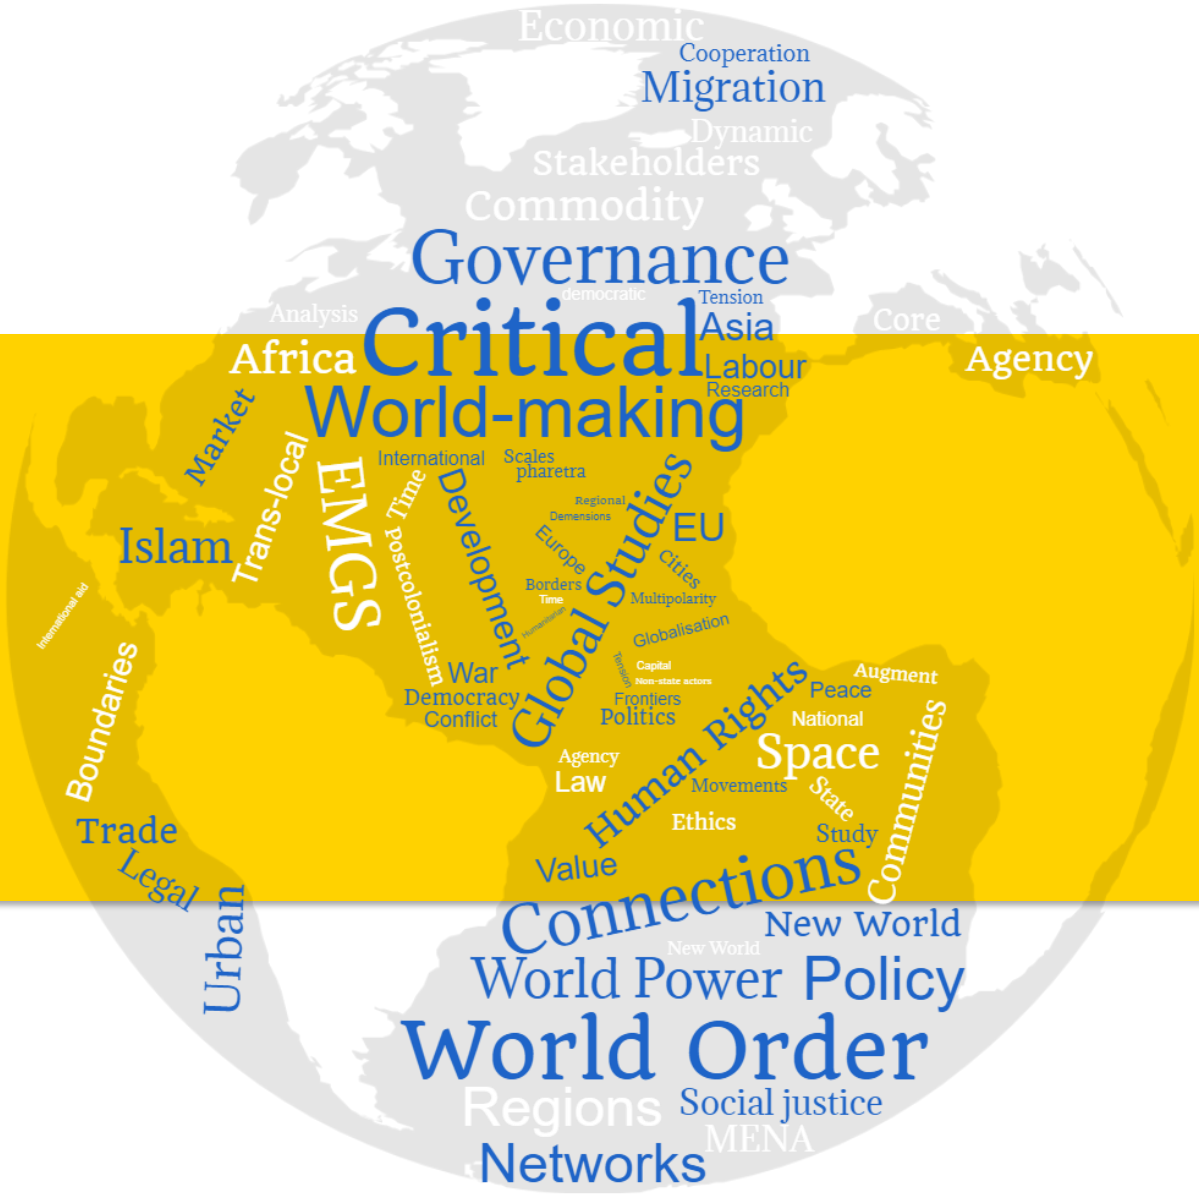 Economic
Cooperation
Migration
Dynamic
Stakeholders
Commodity
Governance
democratic
Tension
Analysis
Critical
Asia
Core
Africa
Labour
Agency
Research
World-making
Market
Trans-local
International
Scales
pharetra
EMGS
Time
Development
Regional
Demensions
Global Studies
EU
Islam
Postcolonialism
Europe
Cities
Borders
Time
Multipolarity
International aid
Humanitarian
Globalisation
Boundaries
Tension
Capital
Non-state actors
War
Democracy
Conflict
Frontiers
Politics
Human Rights
Augment
Peace
National
Space
Communities
Agency
Law
Movements
State
Ethics
Study
Trade
Legal
Value
Urban
Connections
New World
New World
World Power
Policy
World Order
Regions
Social justice
MENA
Networks